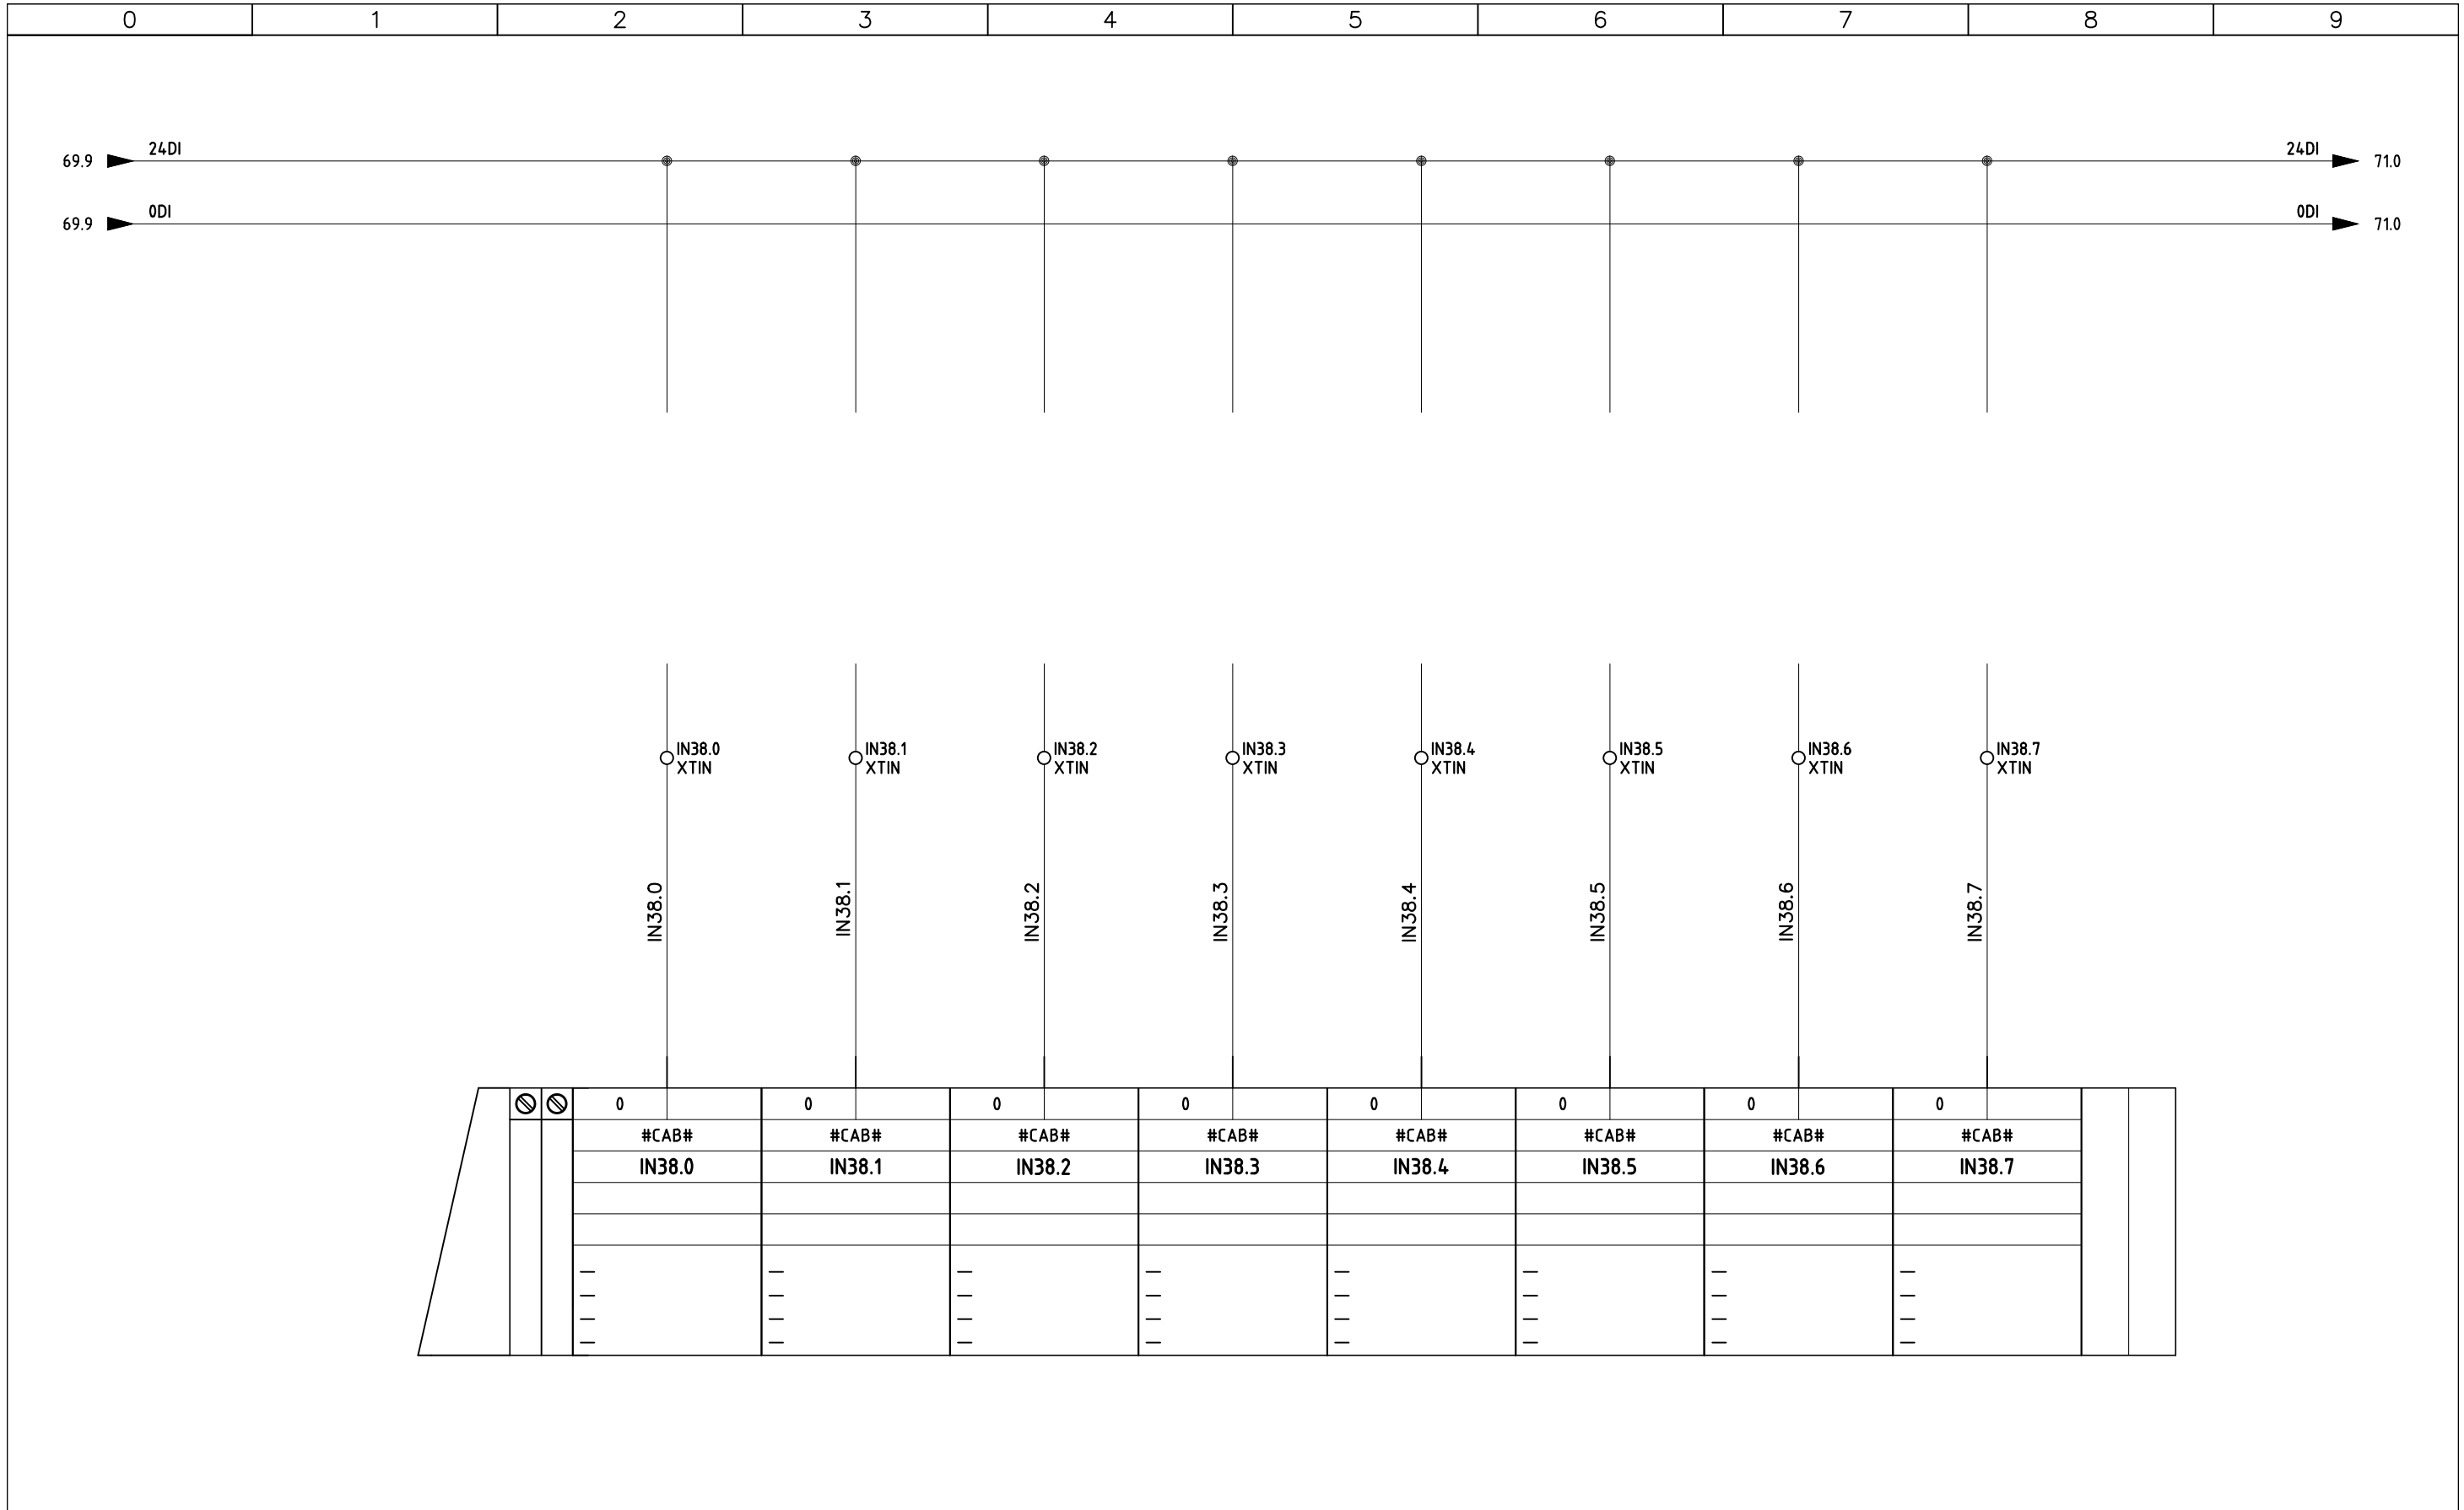 0 1 2 3 4 5 6 7 8 9
24DI 24DI
69.9 71.0
0DI 0DI
69.9 71.0
IN38.0 IN38.1 IN38.2 IN38.3 IN38.4 IN38.5 IN38.6 IN38.7
XTIN XTIN XTIN XTIN XTIN XTIN XTIN XTIN
IN38.0 IN38.1 IN38.2 IN38.3 IN38.4 IN38.5 IN38.6 IN38.7
0 0 0 0 0 0 0 0
#CAB# #CAB# #CAB# #CAB# #CAB# #CAB# #CAB# #CAB#
IN38.0 IN38.1 IN38.2 IN38.3 IN38.4 IN38.5 IN38.6 IN38.7